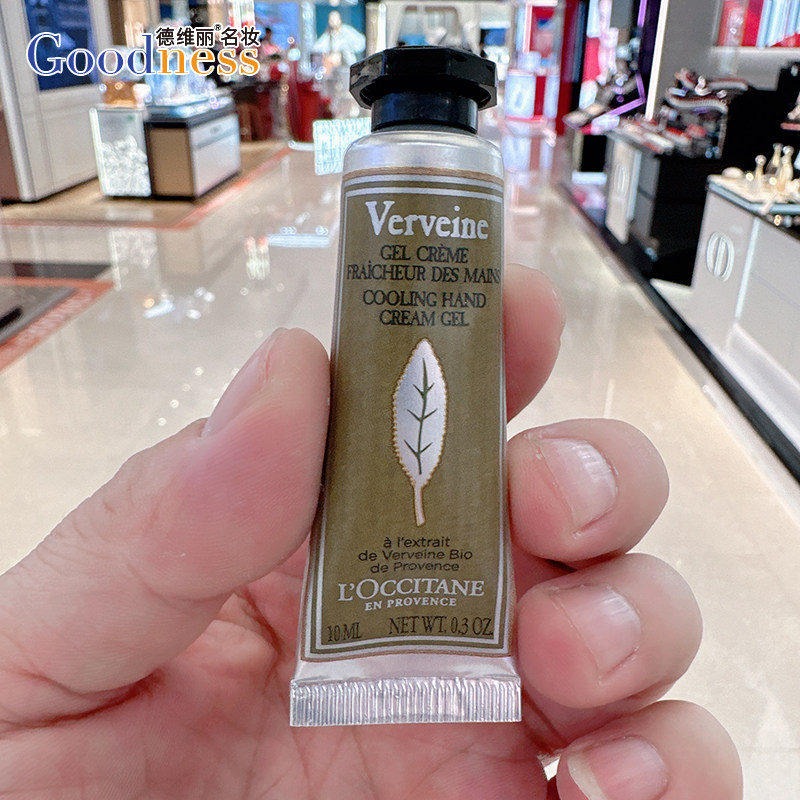 德维丽®名妆
Goodness
Verveine
GEL CRÈME
FRAÎCHEUR DES MAINS
COOLING HAND
CREAM GEL
à l'extrait
de Verveine Bio
de Provence
L'OCCITANE
EN PROVENCE
10 ML NET WT. 0.3 OZ